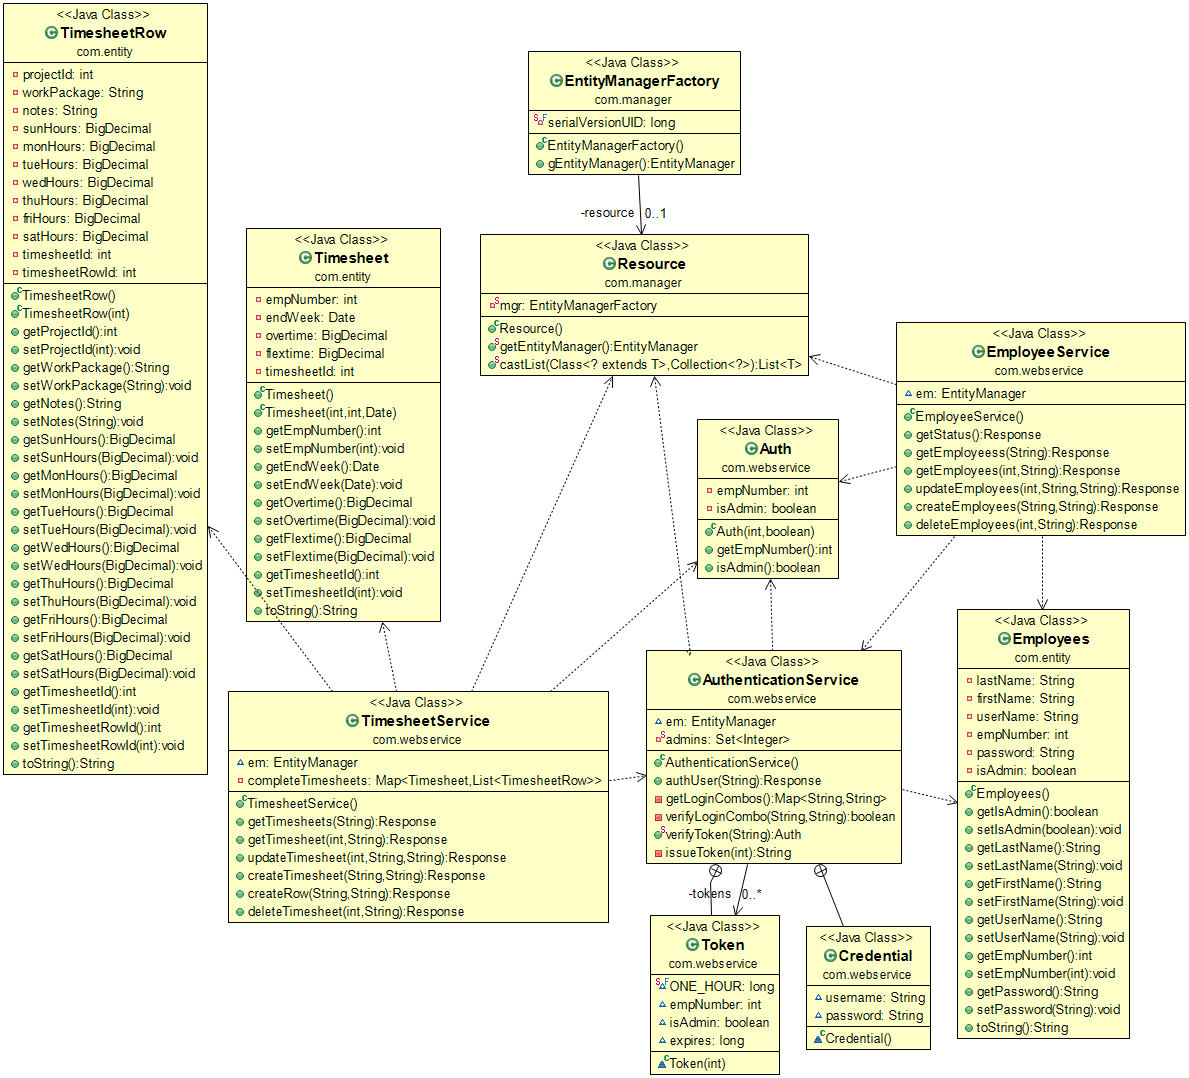 <<Java Class>>
TimesheetRow
com.entity
projectId: int
workPackage: String
notes: String
sunHours: BigDecimal
monHours: BigDecimal
tueHours: BigDecimal
wedHours: BigDecimal
thuHours: BigDecimal
friHours: BigDecimal
satHours: BigDecimal
timesheetId: int
timesheetRowId: int
TimesheetRow()
TimesheetRow(int)
getProjectId():int
setProjectId(int):void
getWorkPackage():String
setWorkPackage(String):void
getNotes():String
setNotes(String):void
getSunHours():BigDecimal
setSunHours(BigDecimal):void
getMonHours():BigDecimal
setMonHours(BigDecimal):void
getTueHours():BigDecimal
setTueHours(BigDecimal):void
getWedHours():BigDecimal
setWedHours(BigDecimal):void
getThuHours():BigDecimal
setThuHours(BigDecimal):void
getFriHours():BigDecimal
setFriHours(BigDecimal):void
getSatHours():BigDecimal
setSatHours(BigDecimal):void
getTimesheetId():int
setTimesheetId(int):void
getTimesheetRowId():int
setTimesheetRowId(int):void
toString():String
<<Java Class>>
Timesheet
com.entity
empNumber: int
endWeek: Date
overtime: BigDecimal
flextime: BigDecimal
timesheetId: int
Timesheet()
Timesheet(int,int,Date)
getEmpNumber():int
setEmpNumber(int):void
getEndWeek():Date
setEndWeek(Date):void
getOvertime():BigDecimal
setOvertime(BigDecimal):void
getFlextime():BigDecimal
setFlextime(BigDecimal):void
getTimesheetId():int
setTimesheetId(int):void
toString():String
<<Java Class>>
EntityManagerFactory
com.manager
serialVersionUID: long
EntityManagerFactory()
gEntityManager():EntityManager
-resource 0..1
<<Java Class>>
Resource
com.manager
mgr: EntityManagerFactory
Resource()
getEntityManager():EntityManager
castList(Class<? extends T>,Collection<?>):List<T>
<<Java Class>>
Auth
com.webservice
empNumber: int
isAdmin: boolean
Auth(int,boolean)
getEmpNumber():int
isAdmin():boolean
<<Java Class>>
EmployeeService
com.webservice
em: EntityManager
EmployeeService()
getStatus():Response
getEmployeess(String):Response
getEmployees(int,String):Response
updateEmployees(int,String,String):Response
createEmployees(String,String):Response
deleteEmployees(int,String):Response
<<Java Class>>
TimesheetService
com.webservice
em: EntityManager
completeTimesheets: Map<Timesheet,List<TimesheetRow>>
TimesheetService()
getTimesheets(String):Response
getTimesheet(int,String):Response
updateTimesheet(int,String,String):Response
createTimesheet(String,String):Response
createRow(String,String):Response
deleteTimesheet(int,String):Response
<<Java Class>>
AuthenticationService
com.webservice
em: EntityManager
admins: Set<Integer>
AuthenticationService()
authUser(String):Response
getLoginCombos():Map<String,String>
verifyLoginCombo(String,String):boolean
verifyToken(String):Auth
issueToken(int):String
-tokens 0..*
<<Java Class>>
Token
com.webservice
ONE_HOUR: long
empNumber: int
isAdmin: boolean
expires: long
Token(int)
<<Java Class>>
Credential
com.webservice
username: String
password: String
Credential()
<<Java Class>>
Employees
com.entity
lastName: String
firstName: String
userName: String
empNumber: int
password: String
isAdmin: boolean
Employees()
getIsAdmin():boolean
setIsAdmin(boolean):void
getLastName():String
setLastName(String):void
getFirstName():String
setFirstName(String):void
getUserName():String
setUserName(String):void
getEmpNumber():int
setEmpNumber(int):void
getPassword():String
setPassword(String):void
toString():String